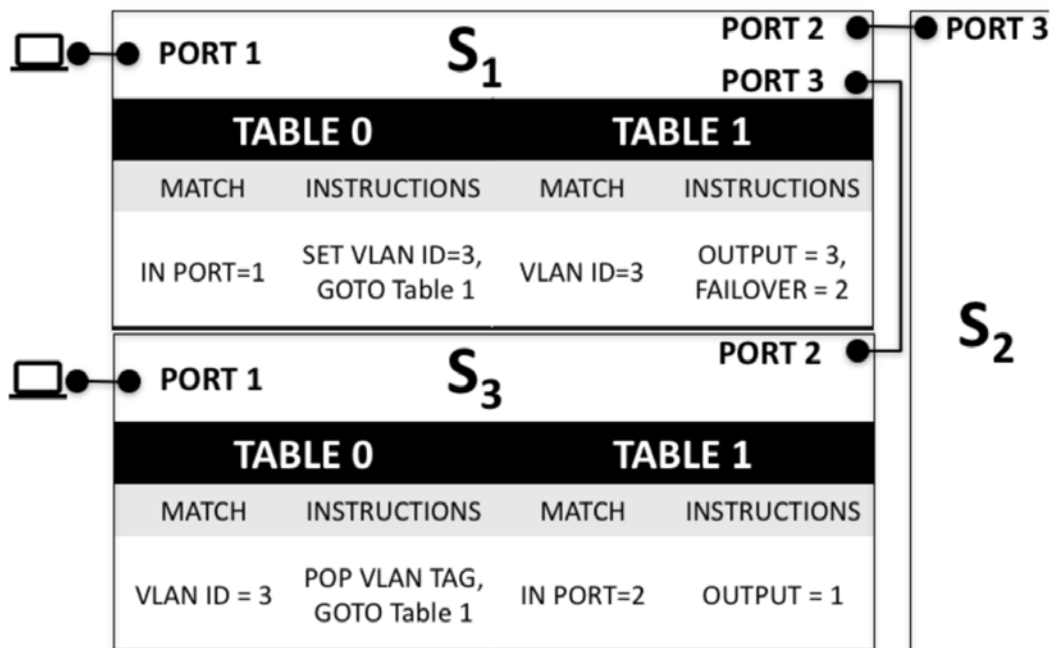 PORT 1
S1
PORT 2
PORT 3
PORT 3
TABLE 0
TABLE 1
MATCH
INSTRUCTIONS
MATCH
INSTRUCTIONS
IN PORT=1
SET VLAN ID=3,
GOTO Table 1
VLAN ID=3
OUTPUT = 3,
FAILOVER = 2
S2
PORT 1
S3
PORT 2
TABLE 0
TABLE 1
MATCH
INSTRUCTIONS
MATCH
INSTRUCTIONS
VLAN ID = 3
POP VLAN TAG,
GOTO Table 1
IN PORT=2
OUTPUT = 1